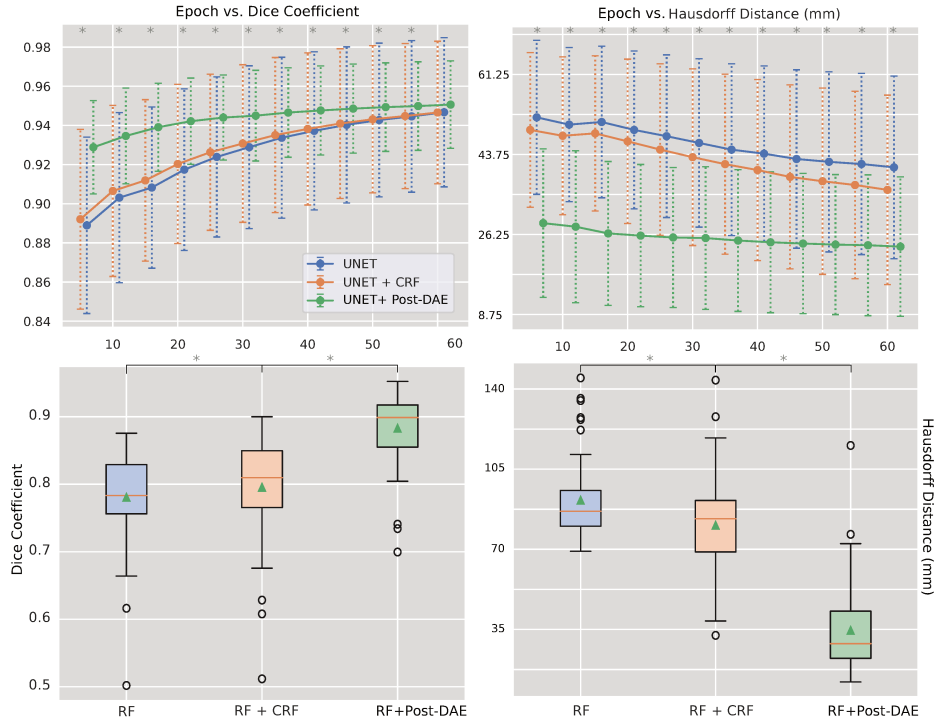 Epoch vs. Dice Coefficient
* * * * * * * * * * *
0.98
0.96
0.94
0.92
0.90
0.88
0.86
0.84
UNET
UNET + CRF
UNET+ Post-DAE
10 20 30 40 50 60
Epoch vs. Hausdorff Distance (mm)
* * * * * * * * * * * *
61.25
43.75
26.25
8.75
10 20 30 40 50 60
* *
Dice Coefficient
0.9
0.8
0.7
0.6
0.5
RF RF + CRF RF+Post-DAE
* *
140
105
70
35
Hausdorff Distance (mm)
RF RF + CRF RF+Post-DAE